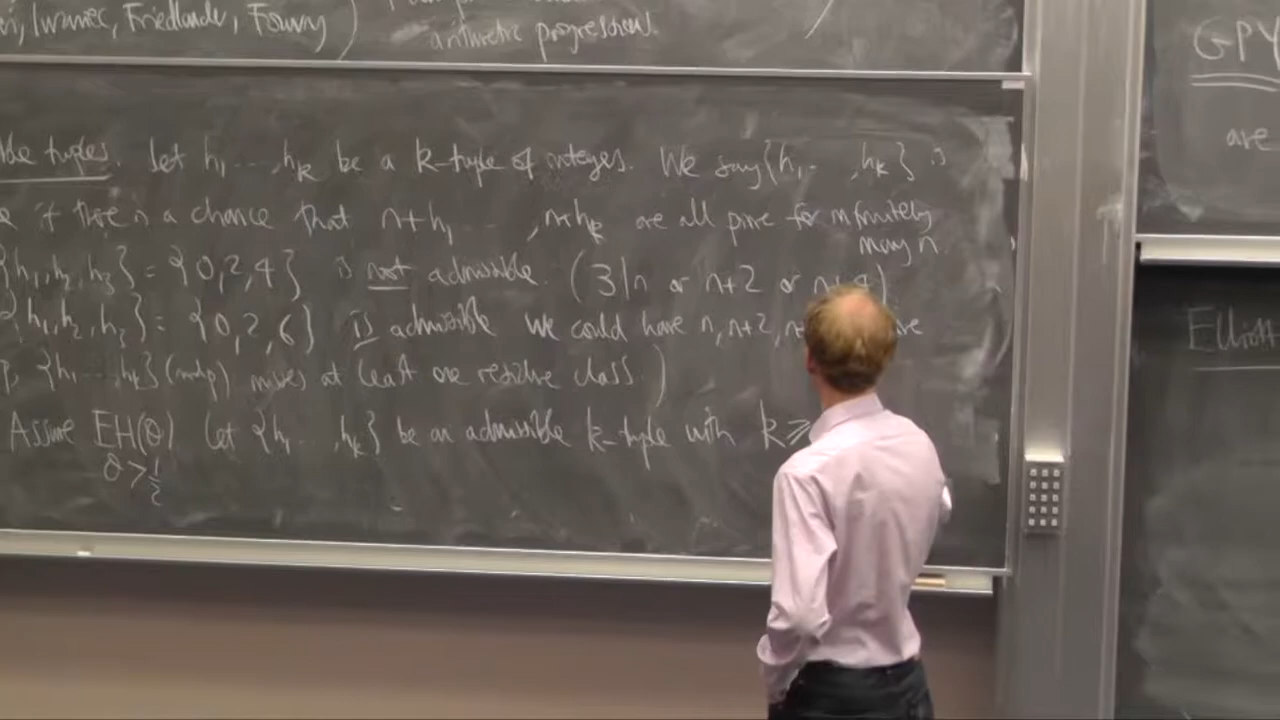 Iwaniec, Friedlander, Fouvry )
arithmetic progressions.
tuples. Let h₁ ..., hₖ be a k-tuple of integers. We say {h₁ .. , hₖ} is
if there is a chance that n+h₁ ... , n+hₖ are all prime for infinitely
many n.
{h₁, h₂, h₃} = {0, 2, 4} is not admissible. (3|n or n+2 or n+4)
{h₁, h₂, h₃} = {0, 2, 6} is admissible We could have n, n+2,
{h₁ ... , hₖ} (mod p) misses at least one residue class )
Assume EH(θ) Let {h₁ ... , hₖ} be an admissible k-tuple with k ≥
θ > 1/2
GPY
are
Elliott